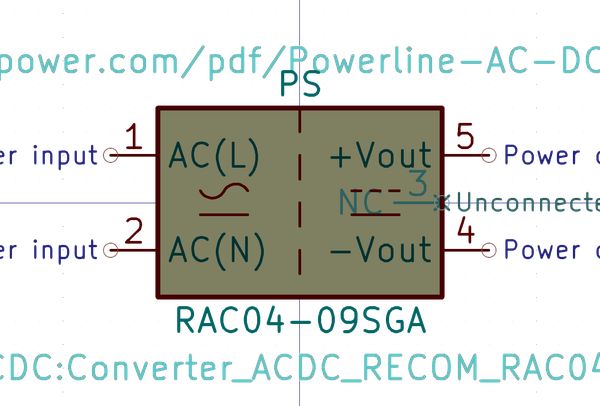 power.com/pdf/Powerline-AC-DC
PS
er input 1 AC(L) +Vout 5 Power
NC 3 Unconnecte
er input 2 AC(N) -Vout 4 Power
RAC04-09SGA
CDC:Converter_ACDC_RECOM_RAC04